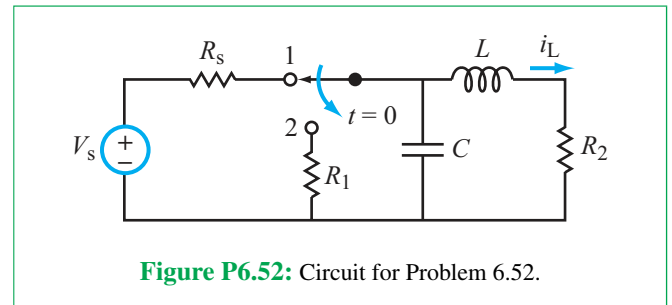 Rs 1 L iL
t = 0
Vs + − 2 C R2
R1
Figure P6.52: Circuit for Problem 6.52.